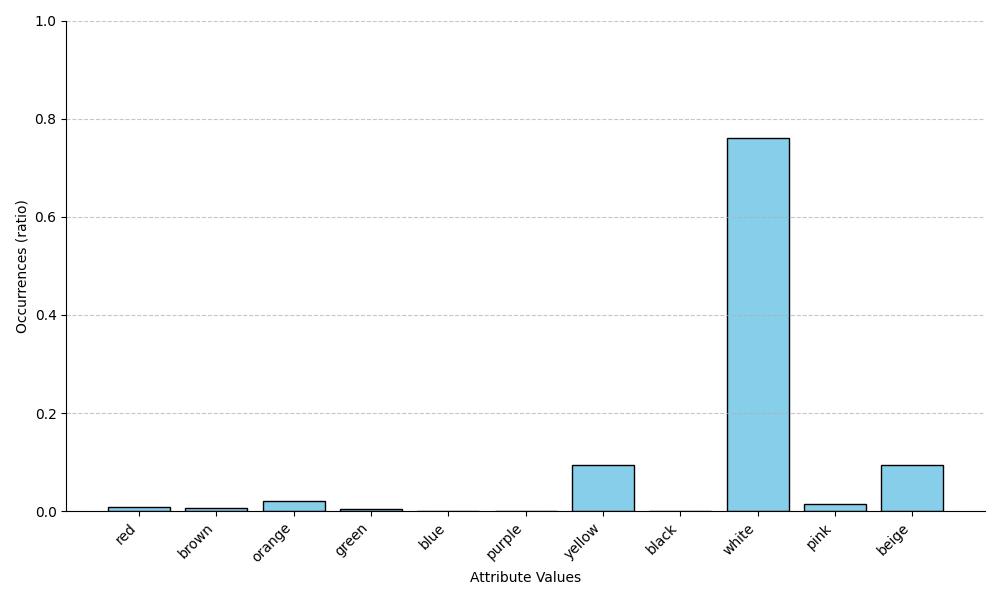 1.0
0.8
0.6
0.4
0.2
0.0
Occurrences (ratio)
red
brown
orange
green
blue
purple
yellow
black
white
pink
beige
Attribute Values